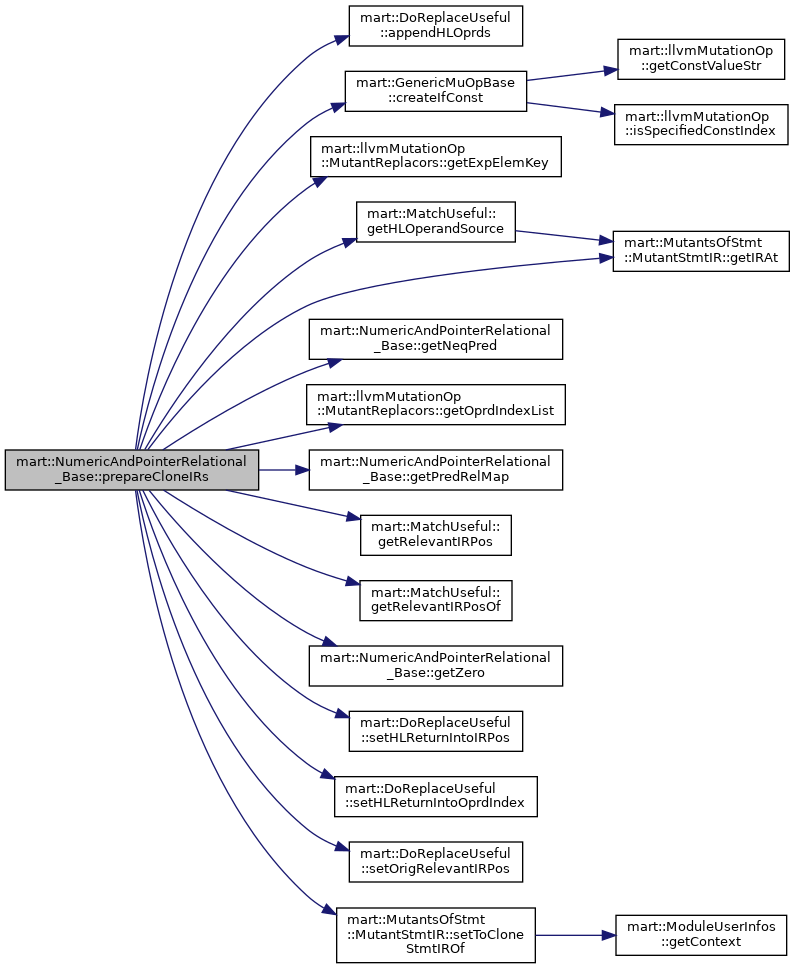 mart::DoReplaceUseful
::appendHLOprds
mart::GenericMuOpBase
::createIfConst
mart::llvmMutationOp
::getConstValueStr
mart::llvmMutationOp
::isSpecifiedConstIndex
mart::llvmMutationOp
::MutantReplacors::getExpElemKey
mart::MatchUseful::
getHLOperandSource
mart::MutantsOfStmt
::MutantStmtIR::getIRAt
mart::NumericAndPointerRelational
_Base::getNeqPred
mart::llvmMutationOp
::MutantReplacors::getOprdIndexList
mart::NumericAndPointerRelational
_Base::prepareCloneIRs
mart::NumericAndPointerRelational
_Base::getPredRelMap
mart::MatchUseful::
getRelevantIRPos
mart::MatchUseful::
getRelevantIRPosOf
mart::NumericAndPointerRelational
_Base::getZero
mart::DoReplaceUseful
::setHLReturnIntoIRPos
mart::DoReplaceUseful
::setHLReturnIntoOprdIndex
mart::DoReplaceUseful
::setOrigRelevantIRPos
mart::MutantsOfStmt
::MutantStmtIR::setToClone
StmtIROf
mart::ModuleUserInfos
::getContext